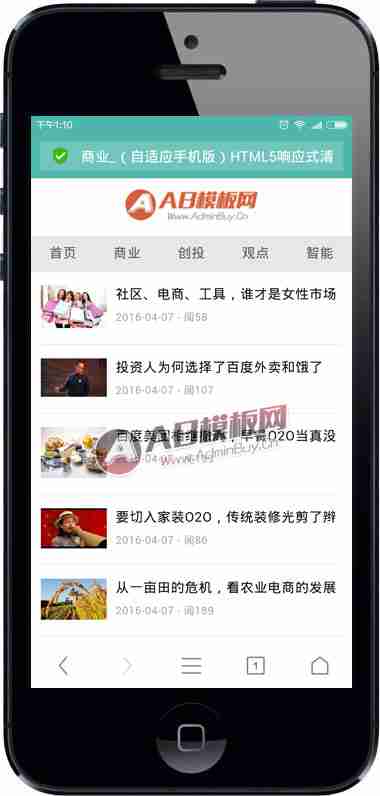 下午1:10
商业_（自适应手机版）HTML5响应式清
AB模板网
Www.AdminBuy.Cn
首页 商业 创投 观点 智能
社区、电商、工具，谁才是女性市场
2016-04-07 - 阅58
投资人为何选择了百度外卖和饿了
2016-04-07 - 阅107
百度美团相继撤离，早餐O2O当真没
AB模板网
www.AdminBuy.Cn
2016-04-07
要切入家装O2O，传统装修光剪了辫
2016-04-07 - 阅86
从一亩田的危机，看农业电商的发展
2016-04-07 - 阅189
1